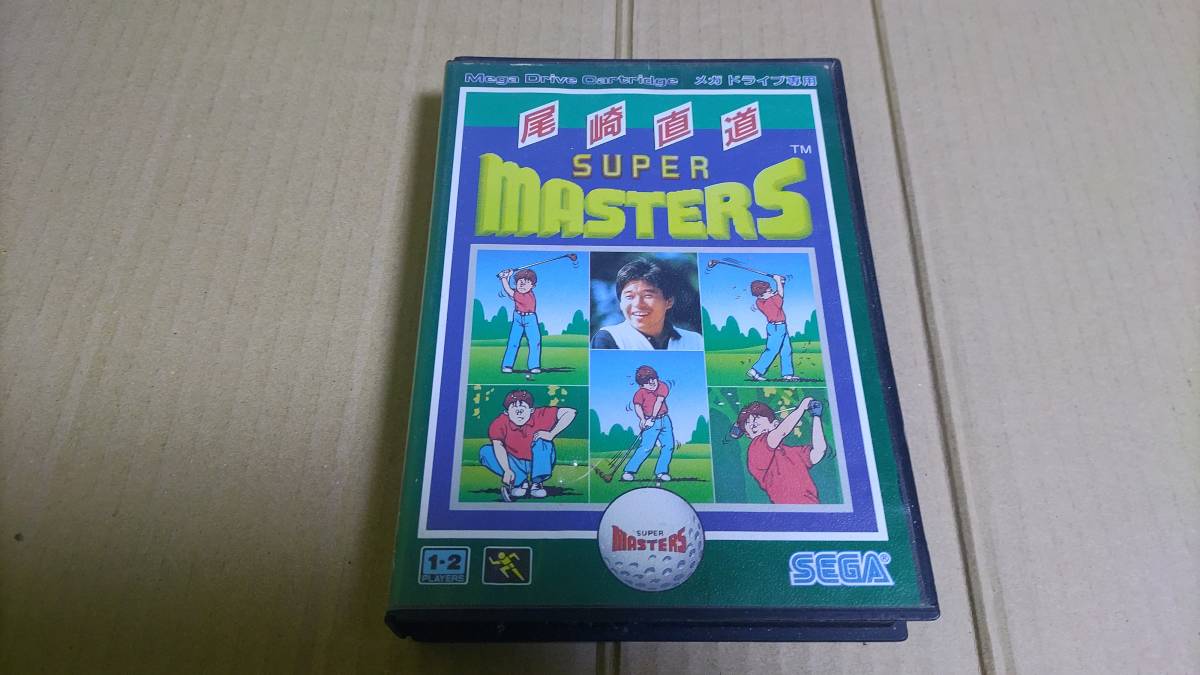 Mega Drive Cartridge メガドライブ専用
尾崎直道
SUPER
MASTERS TM
SUPER
MASTERS
1·2
PLAYERS
SEGA®